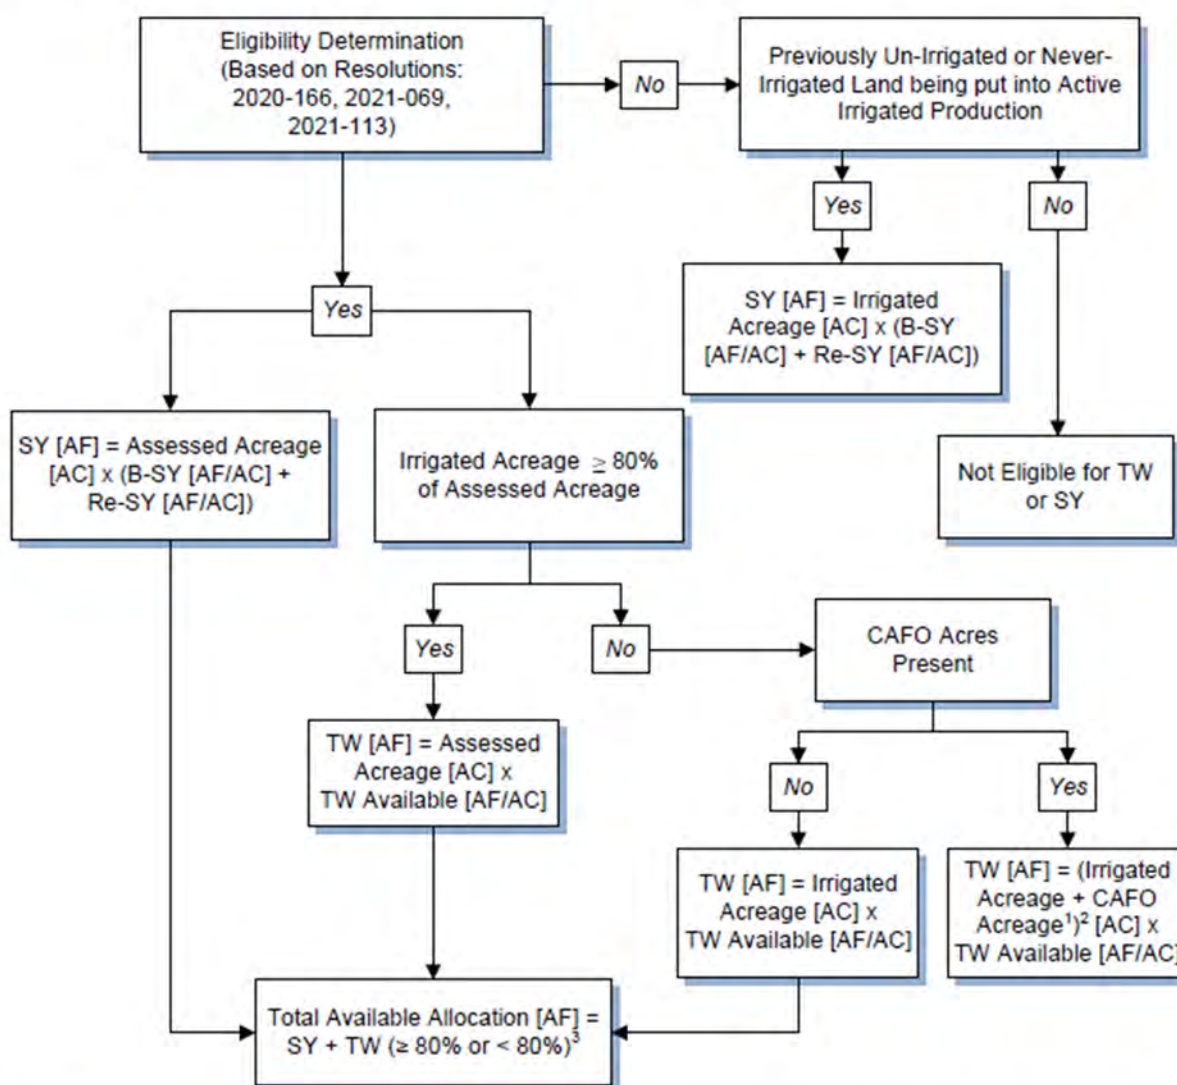 Eligibility Determination
(Based on Resolutions:
2020-166, 2021-069,
2021-113)
No
Previously Un-Irrigated or Never-
Irrigated Land being put into Active
Irrigated Production
Yes
No
Yes
SY [AF] = Irrigated
Acreage [AC] x (B-SY
[AF/AC] + Re-SY [AF/AC])
SY [AF] = Assessed Acreage
[AC] x (B-SY [AF/AC] +
Re-SY [AF/AC])
Irrigated Acreage ≥ 80%
of Assessed Acreage
Not Eligible for TW
or SY
Yes
No
CAFO Acres
Present
TW [AF] = Assessed
Acreage [AC] x
TW Available [AF/AC]
No
Yes
TW [AF] = Irrigated
Acreage [AC] x
TW Available [AF/AC]
TW [AF] = (Irrigated
Acreage + CAFO
Acreage¹)² [AC] x
TW Available [AF/AC]
Total Available Allocation [AF] =
SY + TW (≥ 80% or < 80%)³